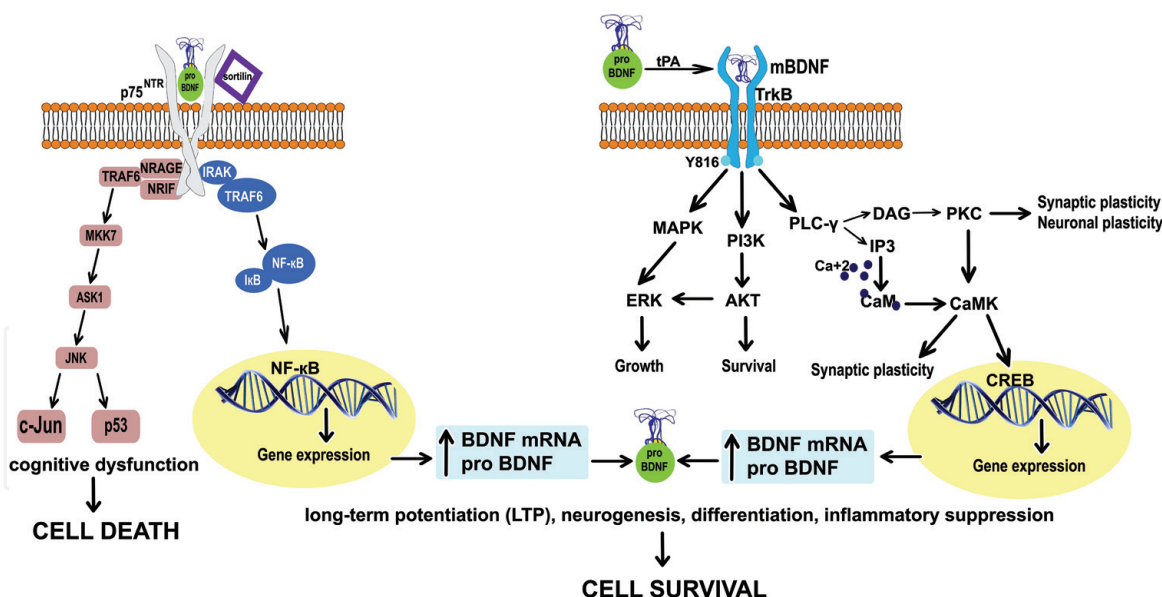 pro
BDNF
sortilin
p75NTR
NRAGE
TRAF6
NRIF
IRAK
TRAF6
MKK7
NF-κB
IκB
ASK1
JNK
c-Jun
p53
cognitive dysfunction
CELL DEATH
NF-κB
Gene expression
BDNF mRNA
pro BDNF
pro
BDNF
tPA
mBDNF
TrkB
Y816
MAPK
PI3K
PLC-γ
DAG
PKC
Synaptic plasticity
Neuronal plasticity
IP3
Ca+2
CaM
CaMK
ERK
AKT
Growth
Survival
Synaptic plasticity
CREB
Gene expression
BDNF mRNA
pro BDNF
pro
BDNF
long-term potentiation (LTP), neurogenesis, differentiation, inflammatory suppression
CELL SURVIVAL